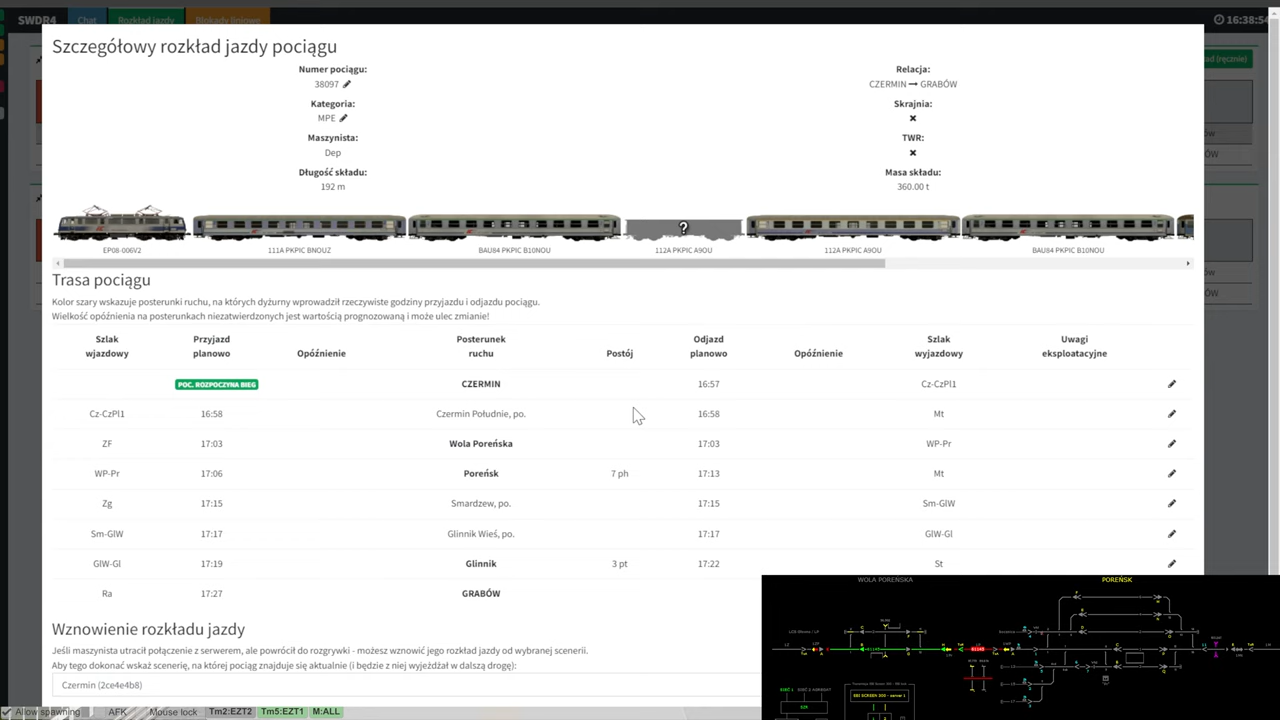 SWDR4 Chat Rozkład jazdy Blokady liniowe 16:38:54
Szczegółowy rozkład jazdy pociągu
Numer pociągu: Relacja:
38097 CZERMIN → GRABÓW
Kategoria: Skrajnia:
MPE
Maszynista: TWR:
Dep
Długość składu: Masa składu:
192 m 360.00 t
?
EP08-006V2 111A PKPIC BNOUZ BAU84 PKPIC B10NOU 112A PKPIC A9OU 112A PKPIC A9OU BAU84 PKPIC B10NOU
Trasa pociągu
Kolor szary wskazuje posterunki ruchu, na których dyżurny wprowadził rzeczywiste godziny przyjazdu i odjazdu pociągu.
Wielkość opóźnienia na posterunkach niezatwierdzonych jest wartością prognozowaną i może ulec zmianie!
Szlak Przyjazd Posterunek Odjazd Szlak Uwagi
wjazdowy planowo Opóźnienie ruchu Postój planowo Opóźnienie wyjazdowy eksploatacyjne
POC. ROZPOCZYNA BIEG CZERMIN 16:57 Cz-CzPl1
Cz-CzPl1 16:58 Czermin Południe, po. 16:58 Mt
ZF 17:03 Wola Poreńska 17:03 WP-Pr
WP-Pr 17:06 Poreńsk 7 ph 17:13 Mt
Zg 17:15 Smardzew, po. 17:15 Sm-GlW
Sm-GlW 17:17 Glinnik Wieś, po. 17:17 GlW-Gl
GlW-Gl 17:19 Glinnik 3 pt 17:22 St
Ra 17:27 GRABÓW
WOLA POREŃSKA POREŃSK
Wznowienie rozkładu jazdy
Jeśli maszynista utracił połączenie z serwerem, ale powrócił do rozgrywki - możesz wznowić jego rozkład jazdy od wybranej scenerii.
Aby tego dokonać wskaż scenerię, na której pociąg znajduje się aktualnie (i będzie z niej wyjeżdżał w dalszą drogę):
Czermin (2ce4e4b8)
Allow spawning AFK Mouse lock Tm2:EZT2 Tm5:EZT1 M:ALL